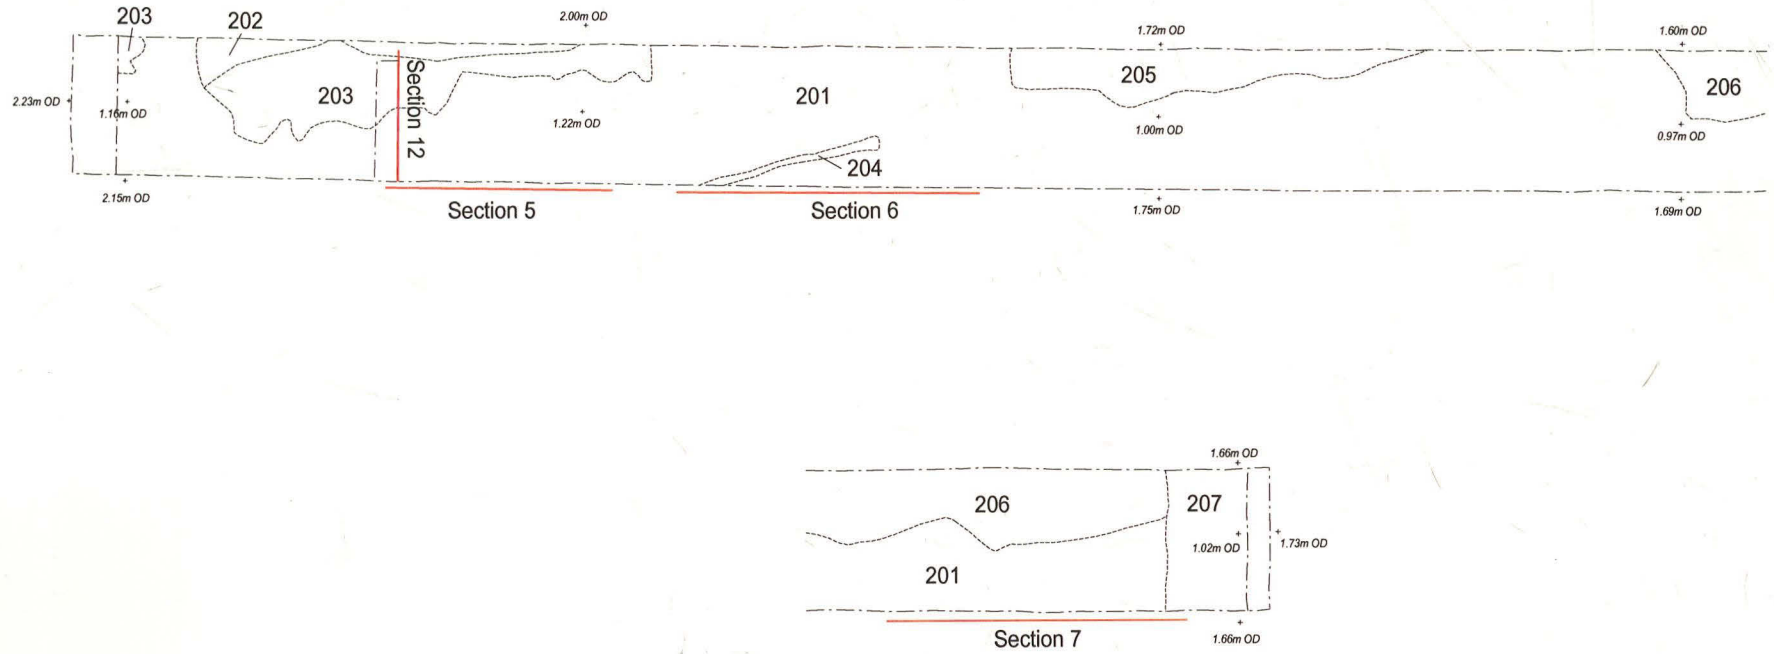 203
202
2.00m OD
1.72m OD
1.60m OD
2.23m OD
1.16m OD
203
Section 12
1.22m OD
201
205
206
1.00m OD
0.97m OD
204
2.15m OD
Section 5
Section 6
1.75m OD
1.69m OD
1.66m OD
206
207
1.02m OD
1.73m OD
201
Section 7
1.66m OD